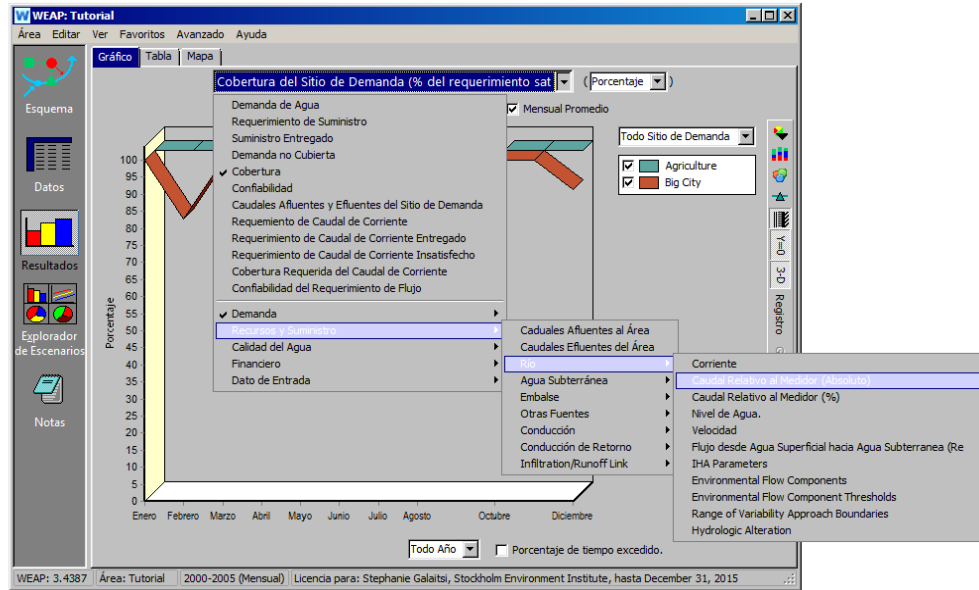 WEAP: Tutorial
Área Editar Ver Favoritos Avanzado Ayuda
Gráfico Tabla Mapa
Cobertura del Sitio de Demanda (% del requerimiento sat
( Porcentaje )
Mensual Promedio
Todo Sitio de Demanda
Agriculture
Big City
Esquema
Datos
Resultados
Explorador
de Escenarios
Notas
Demanda de Agua
Requerimiento de Suministro
Suministro Entregado
Demanda no Cubierta
Cobertura
Confiabilidad
Caudales Afluentes y Efluentes del Sitio de Demanda
Requemiento de Caudal de Corriente
Requerimiento de Caudal de Corriente Entregado
Requerimiento de Caudal de Corriente Insatisfecho
Cobertura Requerida del Caudal de Corriente
Confiabilidad del Requerimiento de Flujo
Demanda
Recursos y Suministro
Calidad del Agua
Financiero
Dato de Entrada
Caduales Afluentes al Área
Caudales Efluentes del Área
Río
Agua Subterránea
Embalse
Otras Fuentes
Conducción
Conducción de Retorno
Infiltration/Runoff Link
Corriente
Caudal Relativo al Medidor (Absoluto)
Caudal Relativo al Medidor (%)
Nivel de Agua.
Velocidad
Flujo desde Agua Superficial hacia Agua Subterranea (Re
IHA Parameters
Environmental Flow Components
Environmental Flow Component Thresholds
Range of Variability Approach Boundaries
Hydrologic Alteration
Y=0
3-D
Registro
Porcentaje
100
95
90
85
80
75
70
65
60
55
50
45
40
35
30
25
20
15
10
5
0
Enero Febrero Marzo Abril Mayo Junio Julio Agosto Octubre Diciembre
Todo Año
Porcentaje de tiempo excedido.
WEAP: 3.4387 Área: Tutorial 2000-2005 (Mensual) Licencia para: Stephanie Galaitsi, Stockholm Environment Institute, hasta December 31, 2015